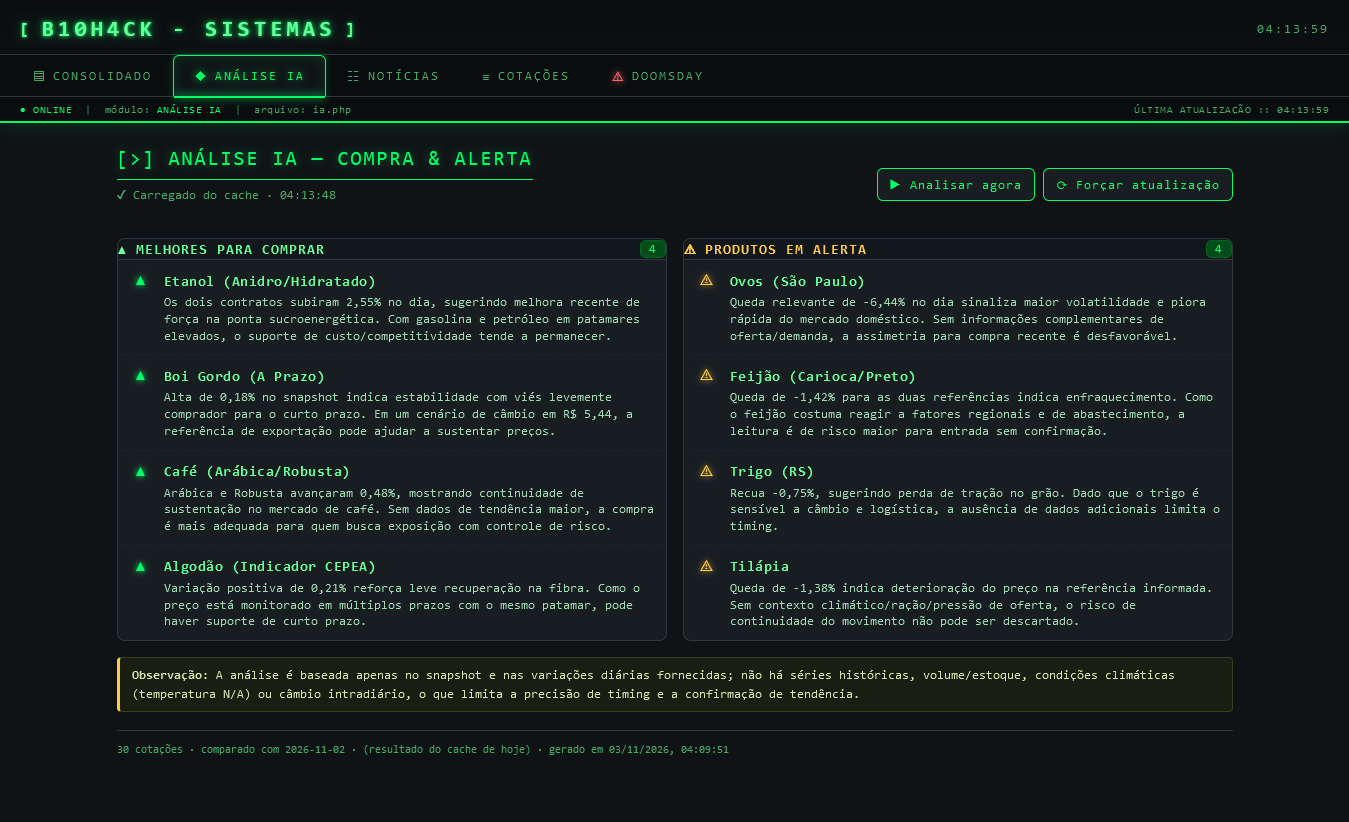 [ B10H4CK - SISTEMAS ]
04:13:59
▤ CONSOLIDADO
◆ ANÁLISE IA
☷ NOTÍCIAS
≡ COTAÇÕES
⚠ DOOMSDAY
● ONLINE | módulo: ANÁLISE IA | arquivo: ia.php
ÚLTIMA ATUALIZAÇÃO :: 04:13:59
[>] ANÁLISE IA — COMPRA & ALERTA
✓ Carregado do cache · 04:13:48
▶ Analisar agora
⟳ Forçar atualização
▲ MELHORES PARA COMPRAR
4
▲ Etanol (Anidro/Hidratado)
Os dois contratos subiram 2,55% no dia, sugerindo melhora recente de
força na ponta sucroenergética. Com gasolina e petróleo em patamares
elevados, o suporte de custo/competitividade tende a permanecer.
▲ Boi Gordo (A Prazo)
Alta de 0,18% no snapshot indica estabilidade com viés levemente
comprador para o curto prazo. Em um cenário de câmbio em R$ 5,44, a
referência de exportação pode ajudar a sustentar preços.
▲ Café (Arábica/Robusta)
Arábica e Robusta avançaram 0,48%, mostrando continuidade de
sustentação no mercado de café. Sem dados de tendência maior, a compra
é mais adequada para quem busca exposição com controle de risco.
▲ Algodão (Indicador CEPEA)
Variação positiva de 0,21% reforça leve recuperação na fibra. Como o
preço está monitorado em múltiplos prazos com o mesmo patamar, pode
haver suporte de curto prazo.
⚠ PRODUTOS EM ALERTA
4
⚠ Ovos (São Paulo)
Queda relevante de -6,44% no dia sinaliza maior volatilidade e piora
rápida do mercado doméstico. Sem informações complementares de
oferta/demanda, a assimetria para compra recente é desfavorável.
⚠ Feijão (Carioca/Preto)
Queda de -1,42% para as duas referências indica enfraquecimento. Como
o feijão costuma reagir a fatores regionais e de abastecimento, a
leitura é de risco maior para entrada sem confirmação.
⚠ Trigo (RS)
Recua -0,75%, sugerindo perda de tração no grão. Dado que o trigo é
sensível a câmbio e logística, a ausência de dados adicionais limita o
timing.
⚠ Tilápia
Queda de -1,38% indica deterioração do preço na referência informada.
Sem contexto climático/ração/pressão de oferta, o risco de
continuidade do movimento não pode ser descartado.
Observação: A análise é baseada apenas no snapshot e nas variações diárias fornecidas; não há séries históricas, volume/estoque, condições climáticas
(temperatura N/A) ou câmbio intradiário, o que limita a precisão de timing e a confirmação de tendência.
30 cotações · comparado com 2026-11-02 · (resultado do cache de hoje) · gerado em 03/11/2026, 04:09:51